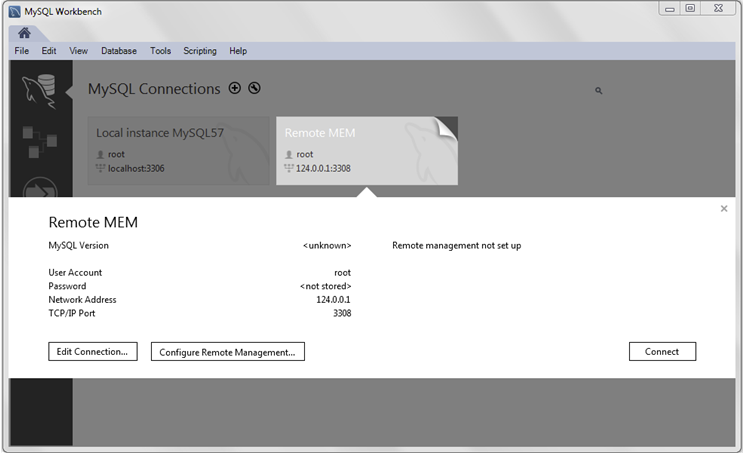 MySQL Workbench
File Edit View Database Tools Scripting Help
MySQL Connections
Local instance MySQL57
root
localhost:3306
Remote MEM
root
124.0.0.1:3308
Remote MEM
MySQL Version <unknown> Remote management not set up
User Account root
Password <not stored>
Network Address 124.0.0.1
TCP/IP Port 3308
Edit Connection... Configure Remote Management... Connect